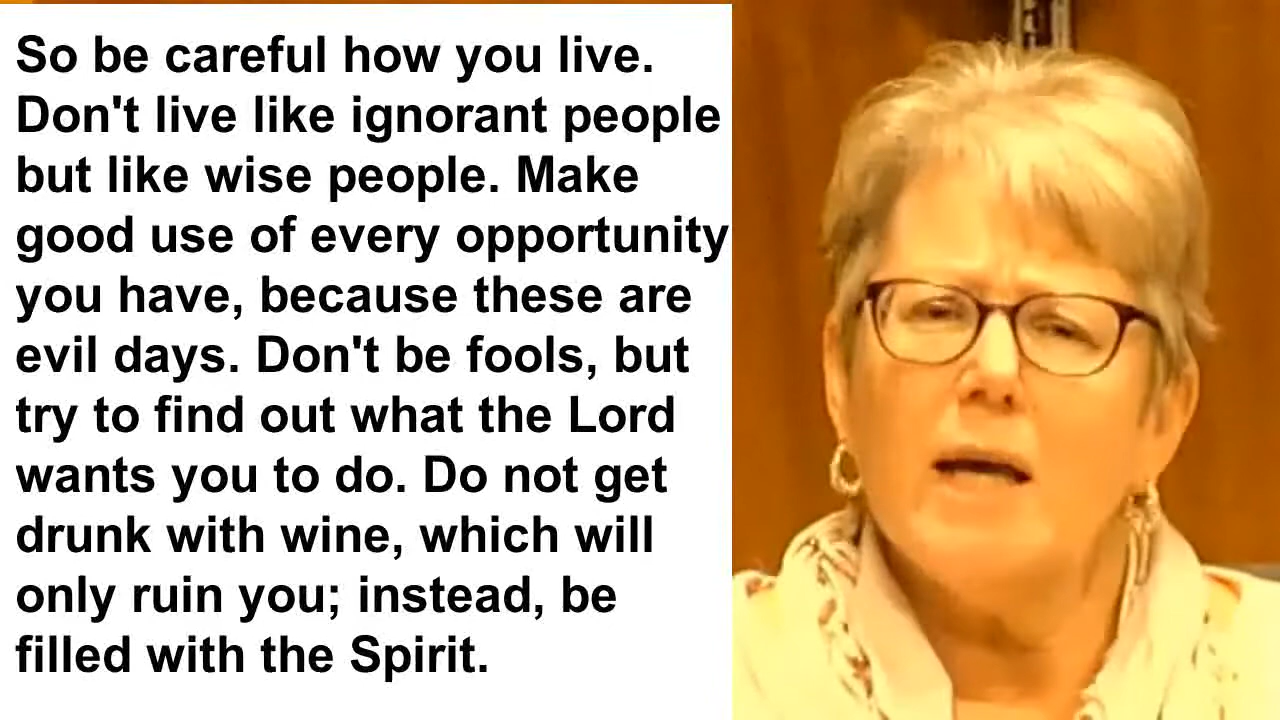 So be careful how you live.
Don't live like ignorant people
but like wise people. Make
good use of every opportunity
you have, because these are
evil days. Don't be fools, but
try to find out what the Lord
wants you to do. Do not get
drunk with wine, which will
only ruin you; instead, be
filled with the Spirit.